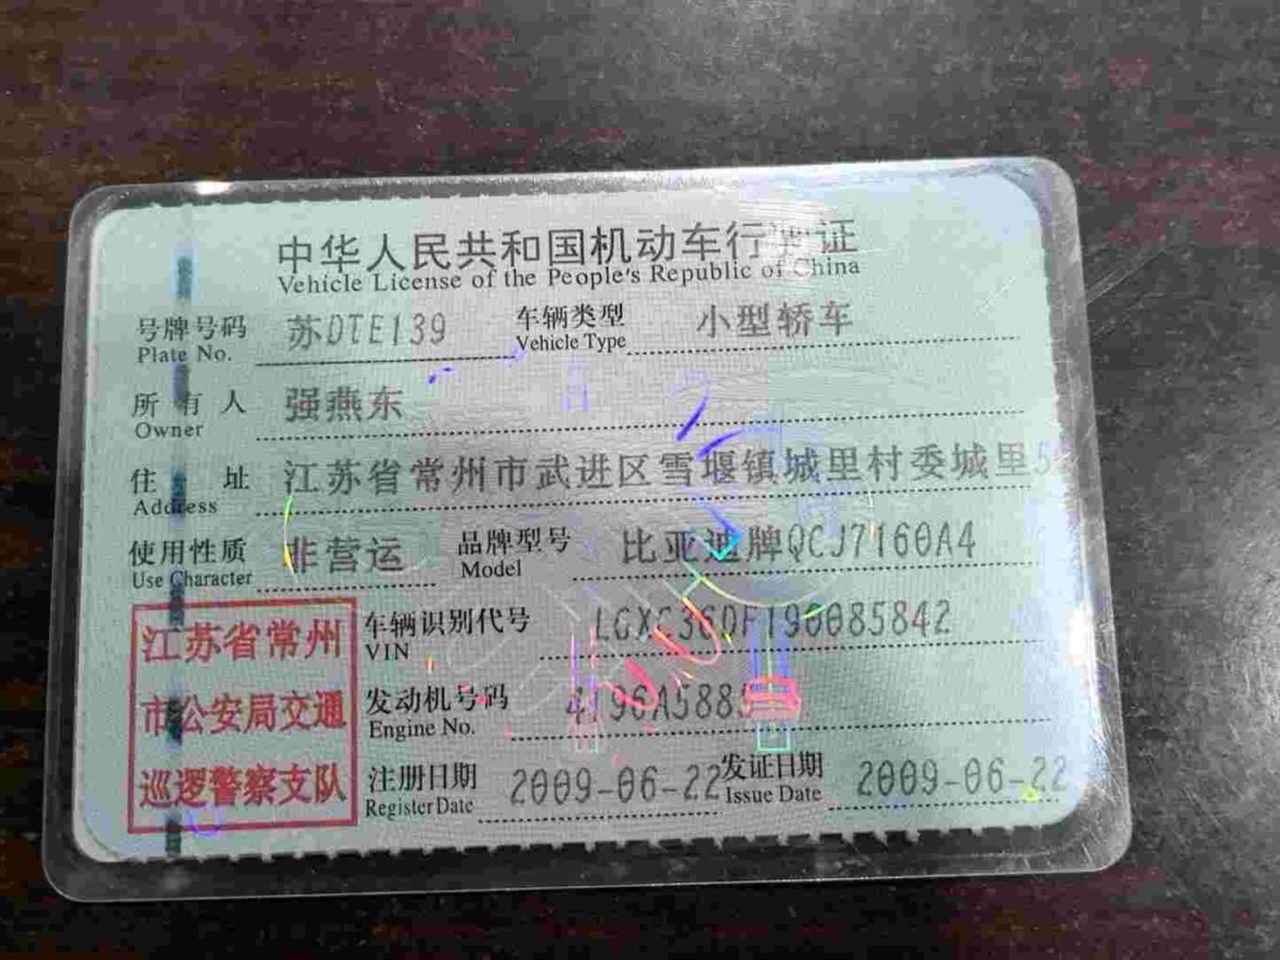 中华人民共和国机动车行驶证
Vehicle License of the People's Republic of China
号牌号码 苏DTE139 车辆类型 小型轿车
Plate No. Vehicle Type
所有人 强燕东
Owner
住址 江苏省常州市武进区雪堰镇城里村委城里
Address
使用性质 非营运 品牌型号 比亚迪牌QCJ7160A4
Use Character Model
车辆识别代号 LGXC36DF190085842
VIN
发动机号码
Engine No.
注册日期 2009-06-22 发证日期 2009-06-22
Register Date Issue Date
江苏省常州
市公安局交通
巡逻警察支队